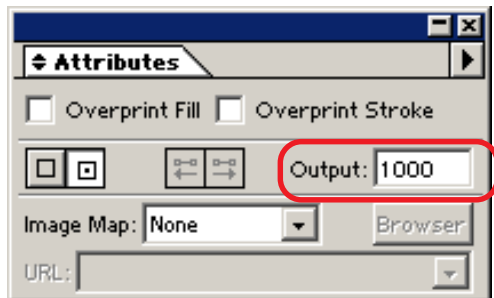 Attributes
Overprint Fill Overprint Stroke
Output: 1000
Image Map: None Browser
URL: